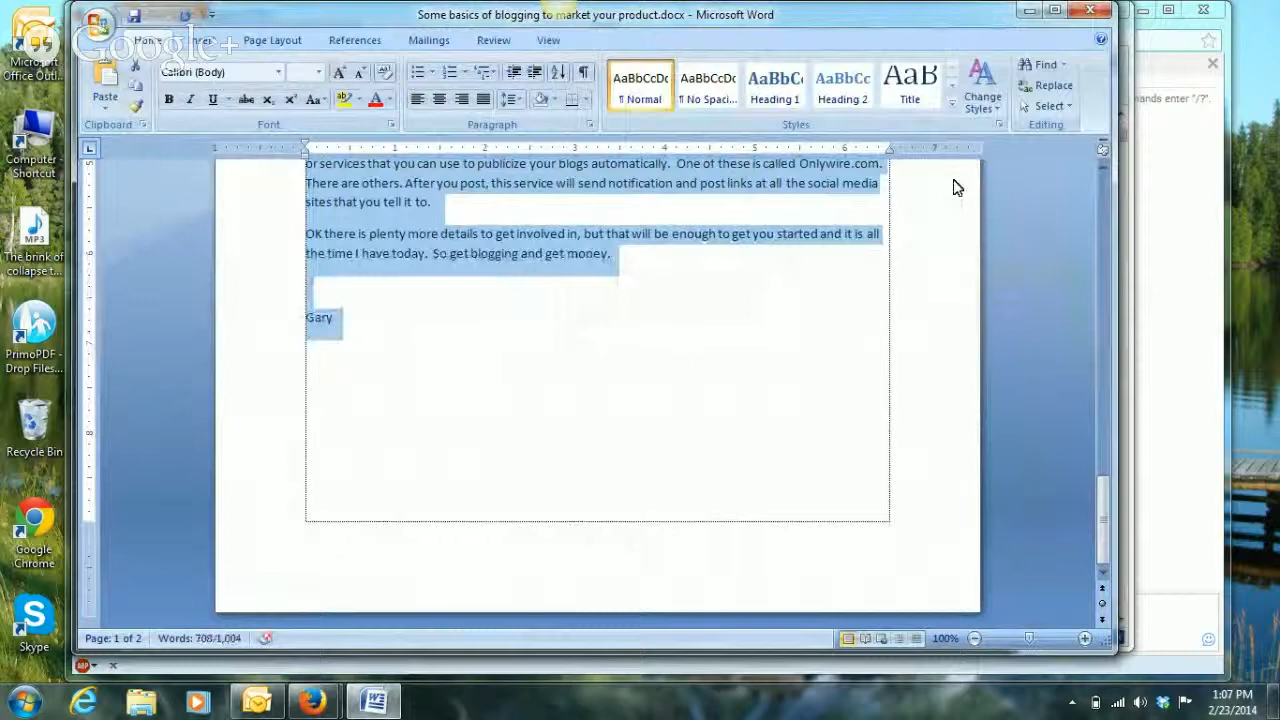 Some basics of blogging to market your product.docx - Microsoft Word
Google+
Home Insert Page Layout References Mailings Review View
Calibri (Body)
Paste
Clipboard Font Paragraph Styles Editing
AaBbCcDc AaBbCcDc AaBbC AaBbCc AaB
¶ Normal ¶ No Spaci... Heading 1 Heading 2 Title
Change
Styles
Find
Replace
Select
mands enter "/?".
or services that you can use to publicize your blogs automatically. One of these is called Onlywire.com.
There are others. After you post, this service will send notification and post links at all the social media
sites that you tell it to.
OK there is plenty more details to get involved in, but that will be enough to get you started and it is all
the time I have today. So get blogging and get money.
Gary
Page: 1 of 2 Words: 708/1,004 100%
Microsoft
Office Outl...
Computer -
Shortcut
MP3
The brink of
collapse t...
PrimoPDF -
Drop Files...
Recycle Bin
Google
Chrome
Skype
ABP
1:07 PM
2/23/2014